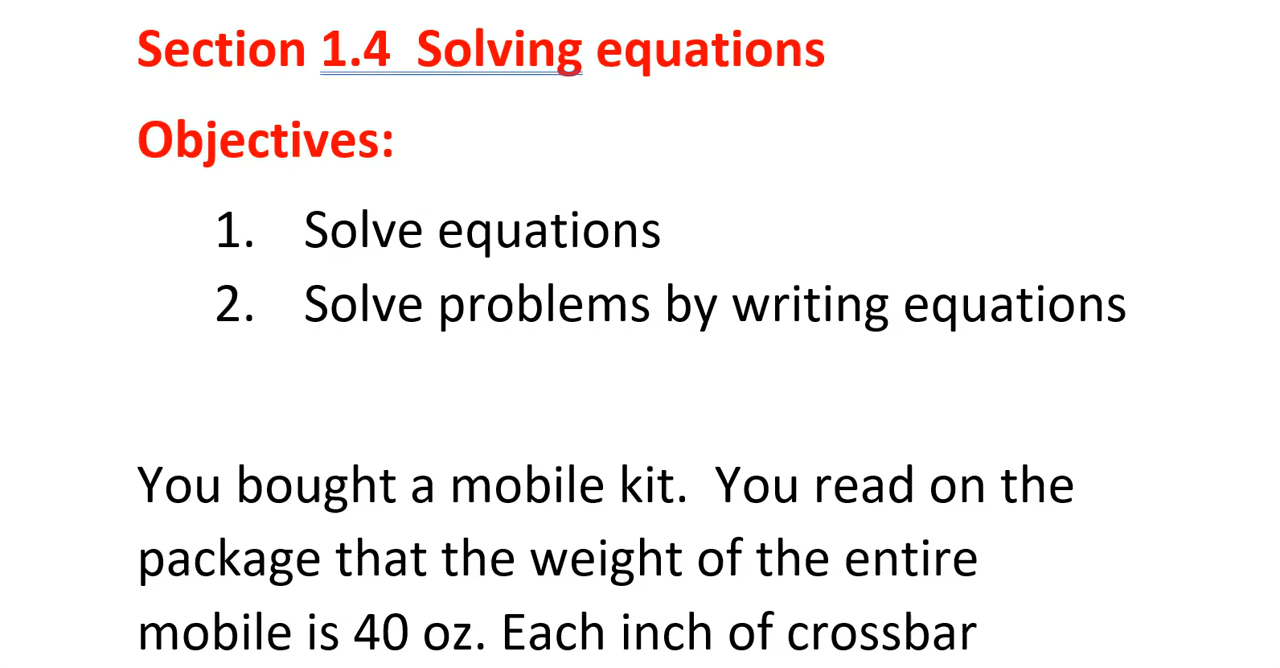 Section 1.4  Solving equations
Objectives:
1. Solve equations
2. Solve problems by writing equations
You bought a mobile kit.  You read on the
package that the weight of the entire
mobile is 40 oz. Each inch of crossbar